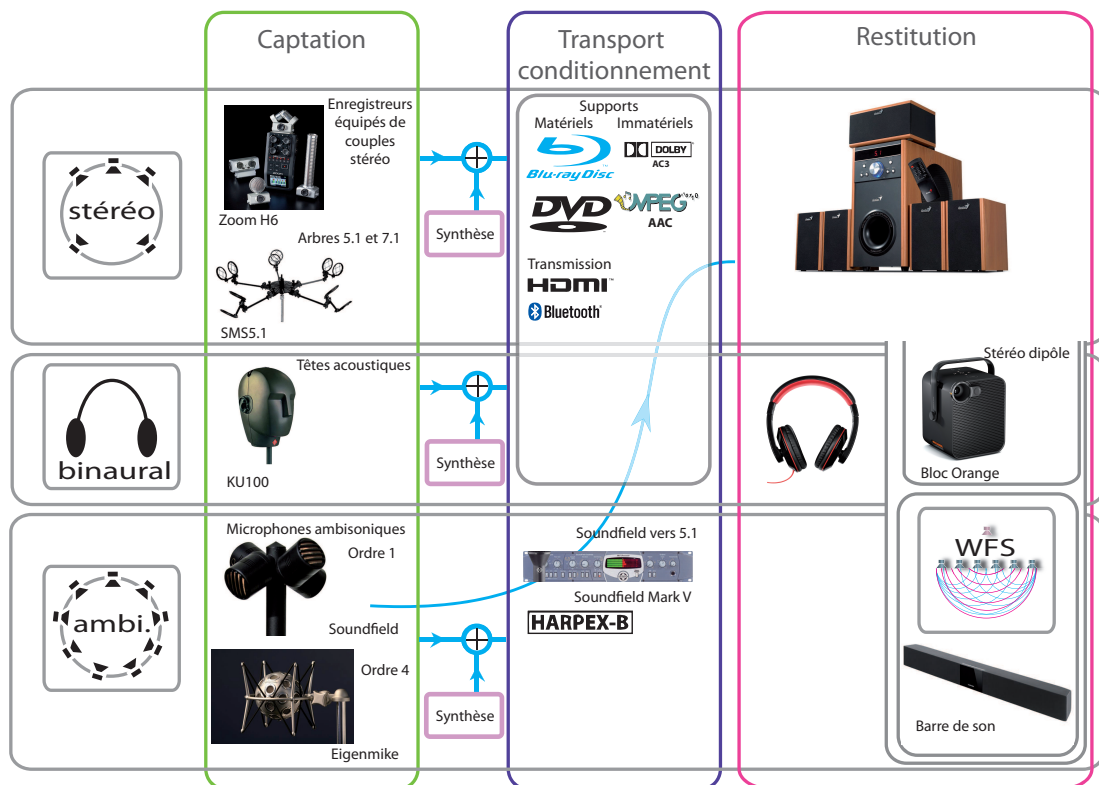 Captation
Transport
conditionnement
Restitution
stéréo
Enregistreurs
équipés de
couples
stéréo
Zoom H6
Arbres 5.1 et 7.1
SMS5.1
Synthèse
Supports
Matériels
Immatériels
Blu-ray Disc
DOLBY
AC3
DVD
MPEG
AAC
Transmission
HDMI
Bluetooth
binaural
Têtes acoustiques
KU100
Synthèse
Stéréo dipôle
Bloc Orange
ambi.
Microphones ambisoniques
Ordre 1
Soundfield
Ordre 4
Eigenmike
Synthèse
Soundfield vers 5.1
Soundfield Mark V
HARPEX-B
WFS
Barre de son